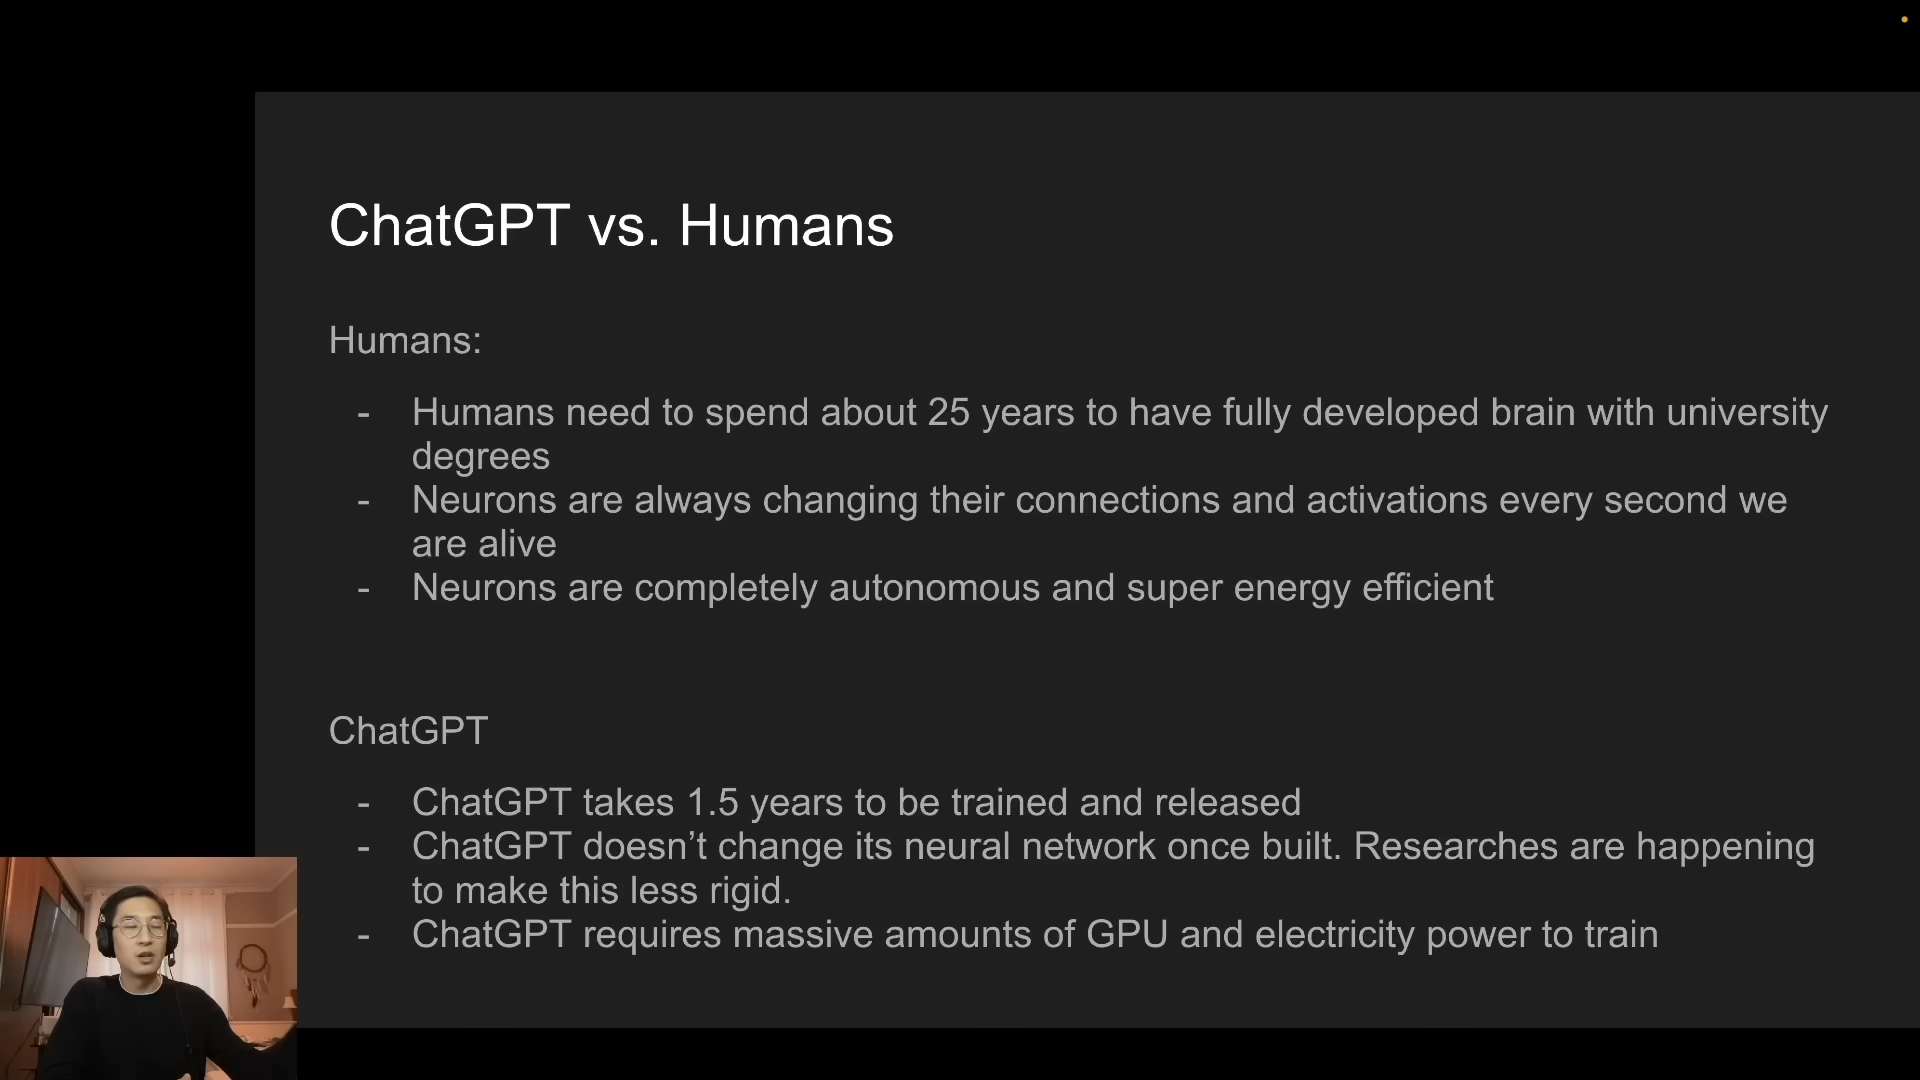 ChatGPT vs. Humans
Humans:
- Humans need to spend about 25 years to have fully developed brain with university
degrees
- Neurons are always changing their connections and activations every second we
are alive
- Neurons are completely autonomous and super energy efficient
ChatGPT
- ChatGPT takes 1.5 years to be trained and released
- ChatGPT doesn’t change its neural network once built. Researches are happening
to make this less rigid.
- ChatGPT requires massive amounts of GPU and electricity power to train